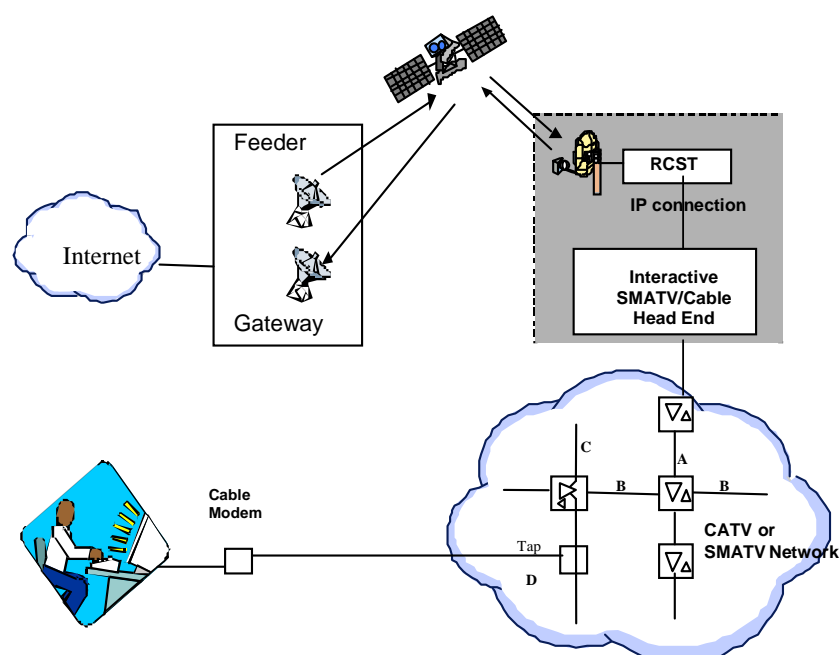 Feeder
Gateway
Internet
RCST
IP connection
Interactive
SMATV/Cable
Head End
C
A
B
B
Cable
Modem
Tap
D
CATV or
SMATV Network